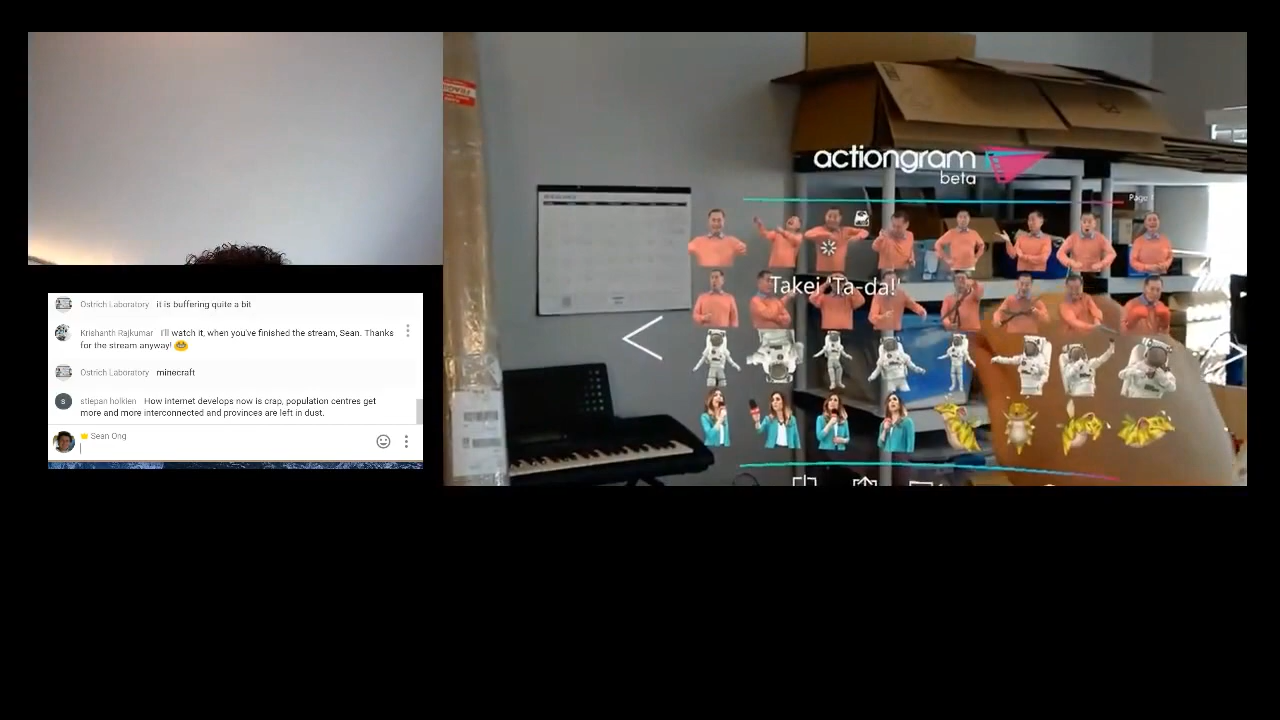 Ostrich Laboratory it is buffering quite a bit
Krishanth Rajkumar I'll watch it, when you've finished the stream, Sean. Thanks
for the stream anyway!
Ostrich Laboratory minecraft
S stiepan holkien How internet develops now is crap, population centres get
more and more interconnected and provinces are left in dust.
Sean Ong
FRAGILE
actiongram
beta
Page
Takei 'Ta-da!'